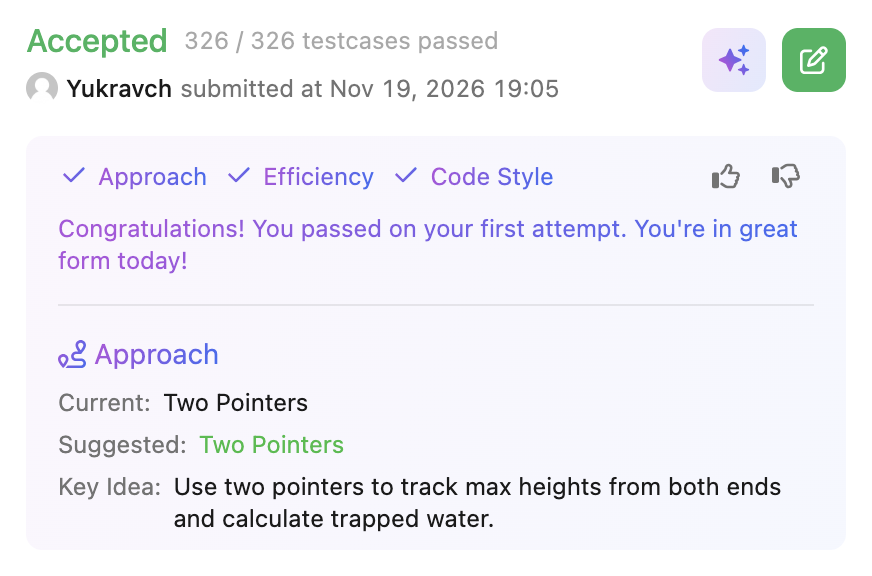 Accepted 326 / 326 testcases passed
Yukravch submitted at Nov 19, 2026 19:05
Approach Efficiency Code Style
Congratulations! You passed on your first attempt. You're in great
form today!
Approach
Current: Two Pointers
Suggested: Two Pointers
Key Idea: Use two pointers to track max heights from both ends
and calculate trapped water.